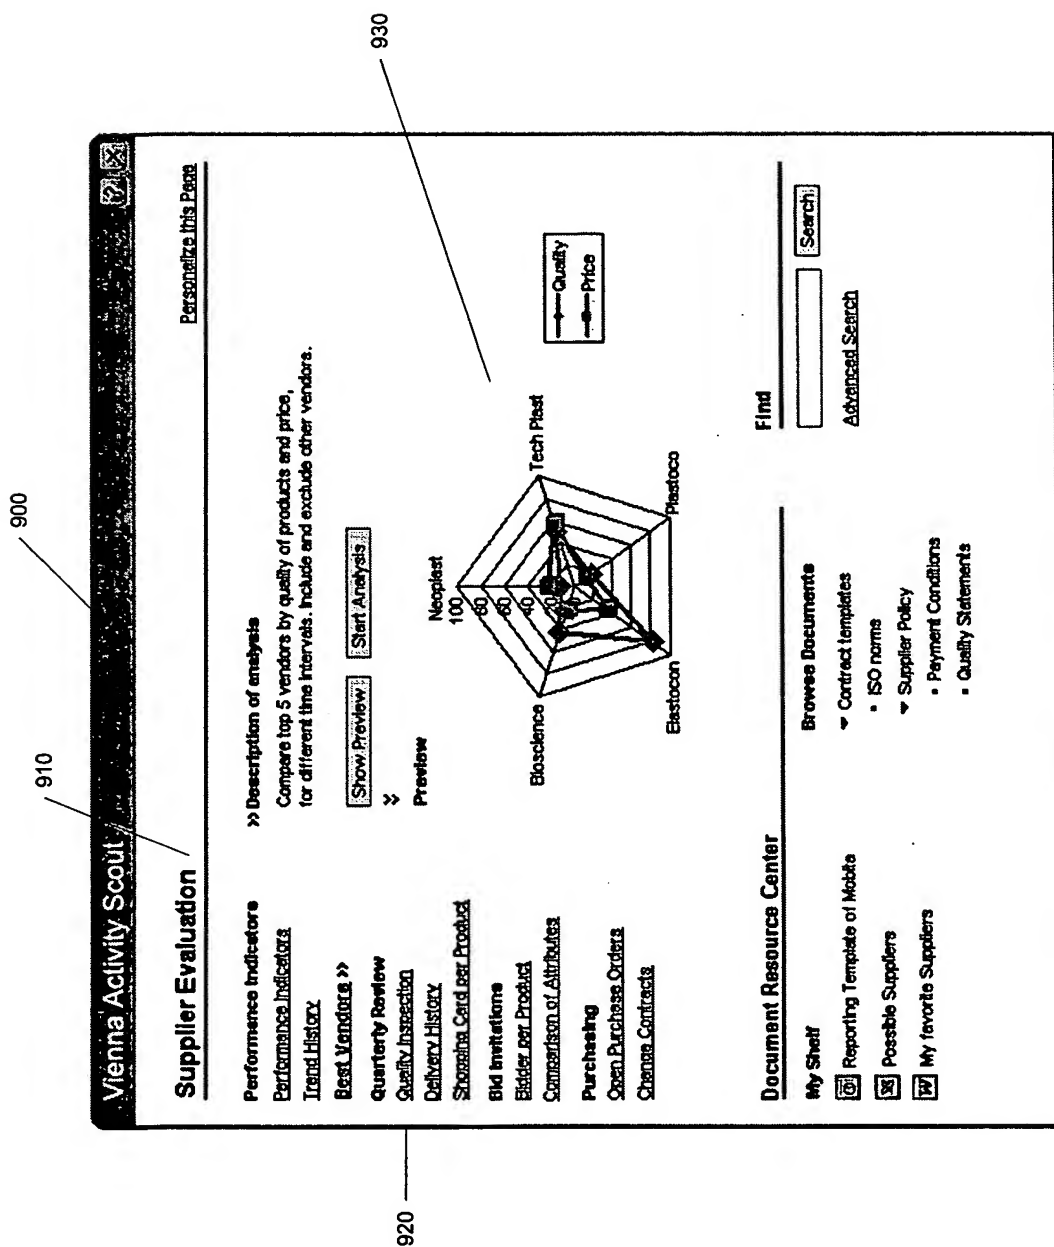 900
910
920
930
Vienna Activity Scout
? X
Supplier Evaluation
Personalize this Page
Performance Indicators
Performance Indicators
Trend History
Best Vendors >>
Quarterly Review
Quality Inspection
Delivery History
Shopping Card per Product
Bid Invitations
Bidder per Product
Comparison of Attributes
Purchasing
Open Purchase Orders
Change Contracts
>> Description of analysis
Compare top 5 vendors by quality of products and price,
for different time intervals. Include and exclude other vendors.
Show Preview
Start Analysis
Preview
Neoplast
100
80
60
40
20
Tech Plast
Plastoco
Elastocon
Bioscience
Quality
Price
Document Resource Center
My Shelf
@ Reporting Template of Mobita
Possible Suppliers
W My favorite Suppliers
Browse Documents
Contract templates
ISO norms
Supplier Policy
Payment Conditions
Quality Statements
Find
Search
Advanced Search